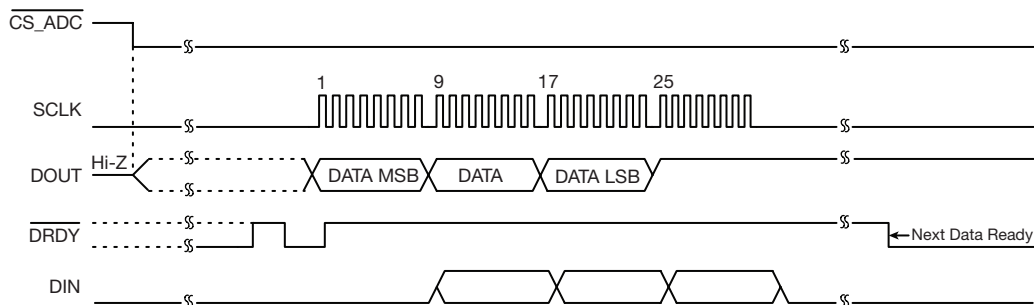 CS_ADC
1 9 17 25
SCLK
Hi-Z
DOUT DATA MSB DATA DATA LSB
DRDY Next Data Ready
DIN